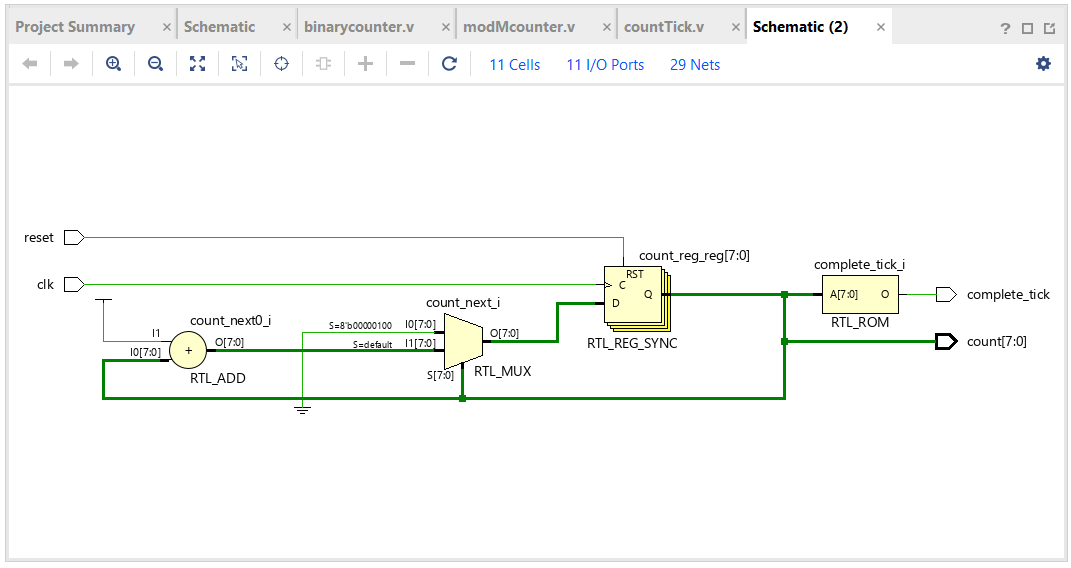 Project Summary × Schematic × binarycounter.v × modMcounter.v × countTick.v × Schematic (2) × ?
11 Cells 11 I/O Ports 29 Nets
reset
clk
count_reg_reg[7:0]
RST
C
D
Q
RTL_REG_SYNC
complete_tick_i
A[7:0] O
RTL_ROM
complete_tick
count[7:0]
count_next_i
S=8'b00000100 I0[7:0]
S=default I1[7:0]
O[7:0]
S[7:0]
RTL_MUX
count_next0_i
I1
I0[7:0]
+
O[7:0]
RTL_ADD